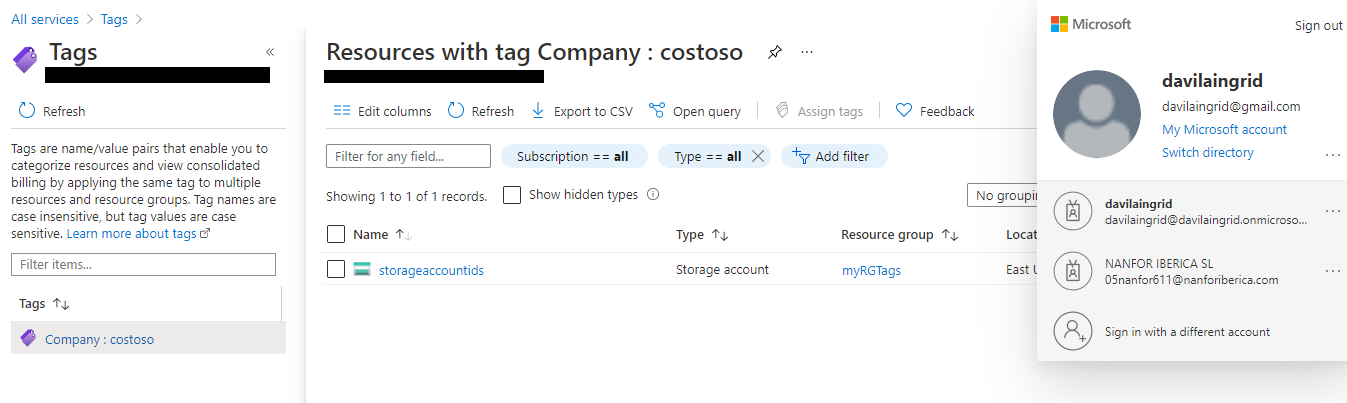 All services > Tags >
Tags
«
Refresh
Tags are name/value pairs that enable you to
categorize resources and view consolidated
billing by applying the same tag to multiple
resources and resource groups. Tag names are
case insensitive, but tag values are case
sensitive. Learn more about tags
Filter items...
Tags ↑↓
Company : costoso
Resources with tag Company : costoso
...
Edit columns
Refresh
Export to CSV
Open query
Assign tags
Feedback
Filter for any field...
Subscription == all
Type == all
Add filter
Showing 1 to 1 of 1 records.
Show hidden types
No groupin
Name ↑↓
Type ↑↓
Resource group ↑↓
Locat
storageaccountids
Storage account
myRGTags
East U
Microsoft
Sign out
davilaingrid
davilaingrid@gmail.com
My Microsoft account
Switch directory
...
davilaingrid
davilaingrid@davilaingrid.onmicroso...
...
NANFOR IBERICA SL
05nanfor611@nanforiberica.com
...
Sign in with a different account